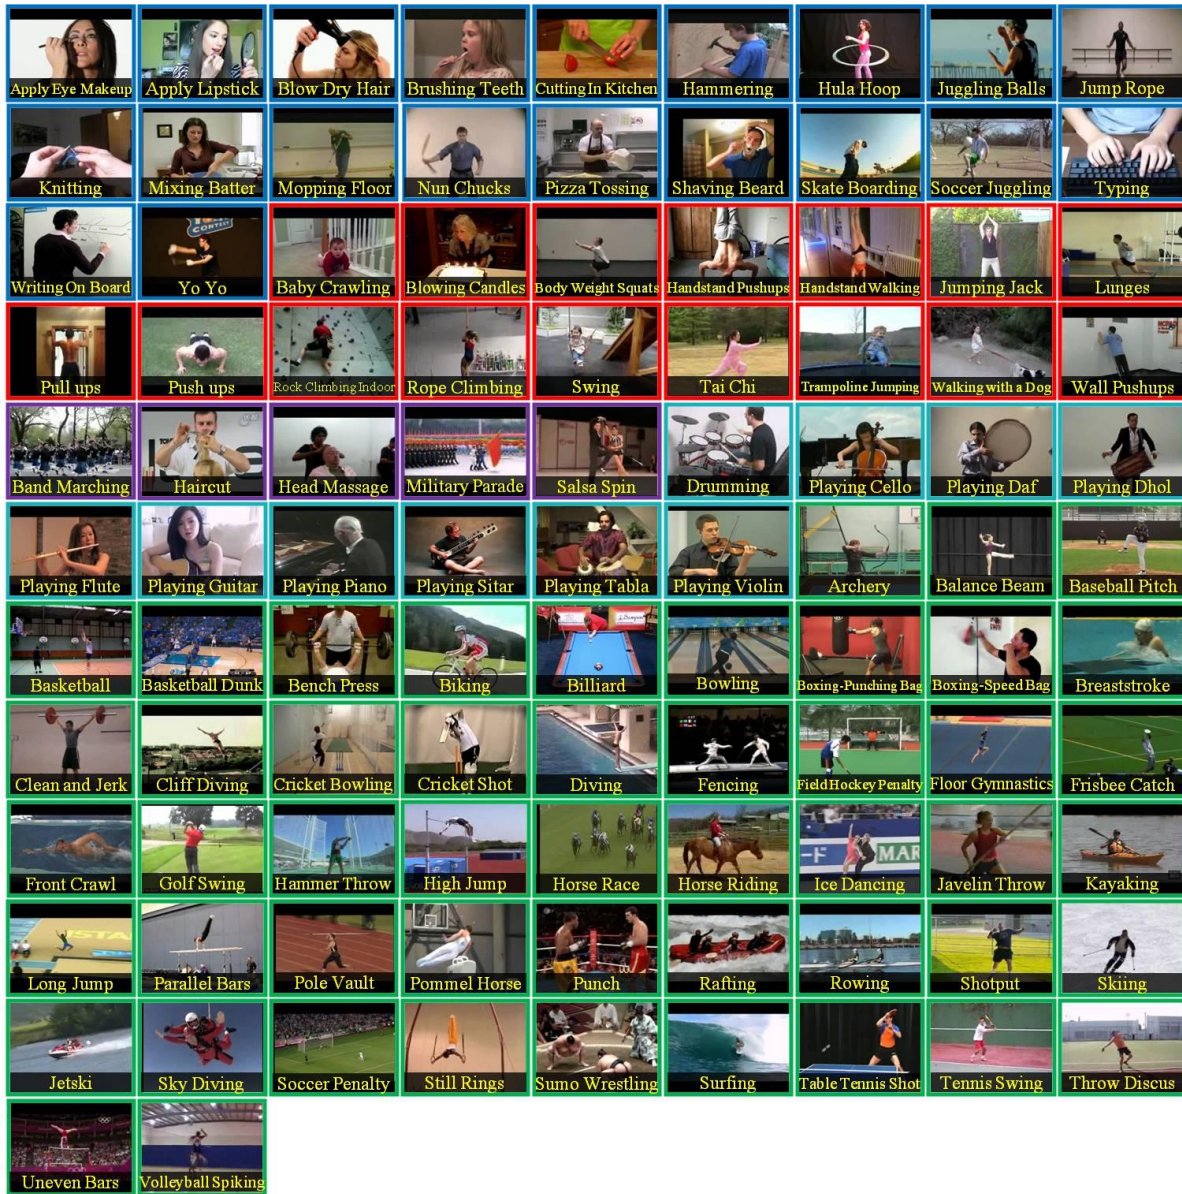 Apply Eye Makeup
Apply Lipstick
Blow Dry Hair
Brushing Teeth
Cutting In Kitchen
Hammering
Hula Hoop
Juggling Balls
Jump Rope
Knitting
Mixing Batter
Mopping Floor
Nun Chucks
Pizza Tossing
Shaving Beard
Skate Boarding
Soccer Juggling
Typing
CONTEST
Writing On Board
Yo Yo
Baby Crawling
Blowing Candles
Body Weight Squats
Handstand Pushups
Handstand Walking
Jumping Jack
Lunges
Pull ups
Push ups
Rock Climbing Indoor
Rope Climbing
Swing
Tai Chi
Trampoline Jumping
Walking with a Dog
Wall Pushups
Band Marching
Haircut
Head Massage
Military Parade
Salsa Spin
Drumming
Playing Cello
Playing Daf
Playing Dhol
Playing Flute
Playing Guitar
Playing Piano
Playing Sitar
Playing Tabla
Playing Violin
Archery
Balance Beam
Baseball Pitch
Basketball
Basketball Dunk
Bench Press
Biking
Billiard
Bowling
Boxing-Punching Bag
Boxing-Speed Bag
Breaststroke
Clean and Jerk
Cliff Diving
Cricket Bowling
Cricket Shot
Diving
Fencing
Field Hockey Penalty
Floor Gymnastics
Frisbee Catch
MAR
Front Crawl
Golf Swing
Hammer Throw
High Jump
Horse Race
Horse Riding
Ice Dancing
Javelin Throw
Kayaking
Long Jump
Parallel Bars
Pole Vault
Pommel Horse
Punch
Rafting
Rowing
Shotput
Skiing
Jetski
Sky Diving
Soccer Penalty
Still Rings
Sumo Wrestling
Surfing
Table Tennis Shot
Tennis Swing
Throw Discus
Uneven Bars
Volleyball Spiking